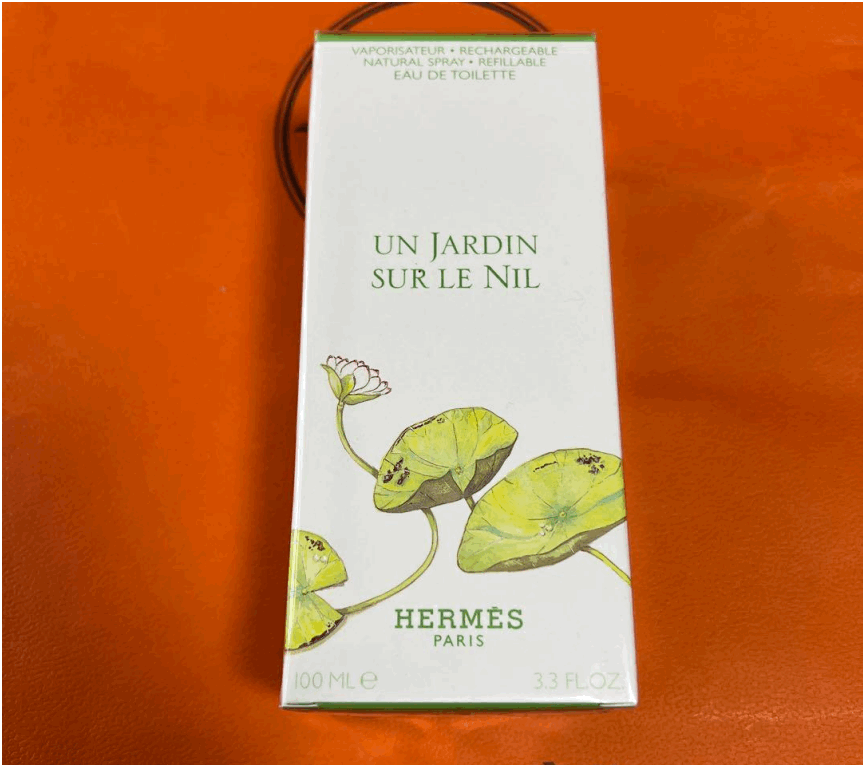 VAPORISATEUR • RECHARGEABLE
NATURAL SPRAY • REFILLABLE
EAU DE TOILETTE
UN JARDIN
SUR LE NIL
HERMÈS
PARIS
100 ML ℮ 3.3 FL.OZ.